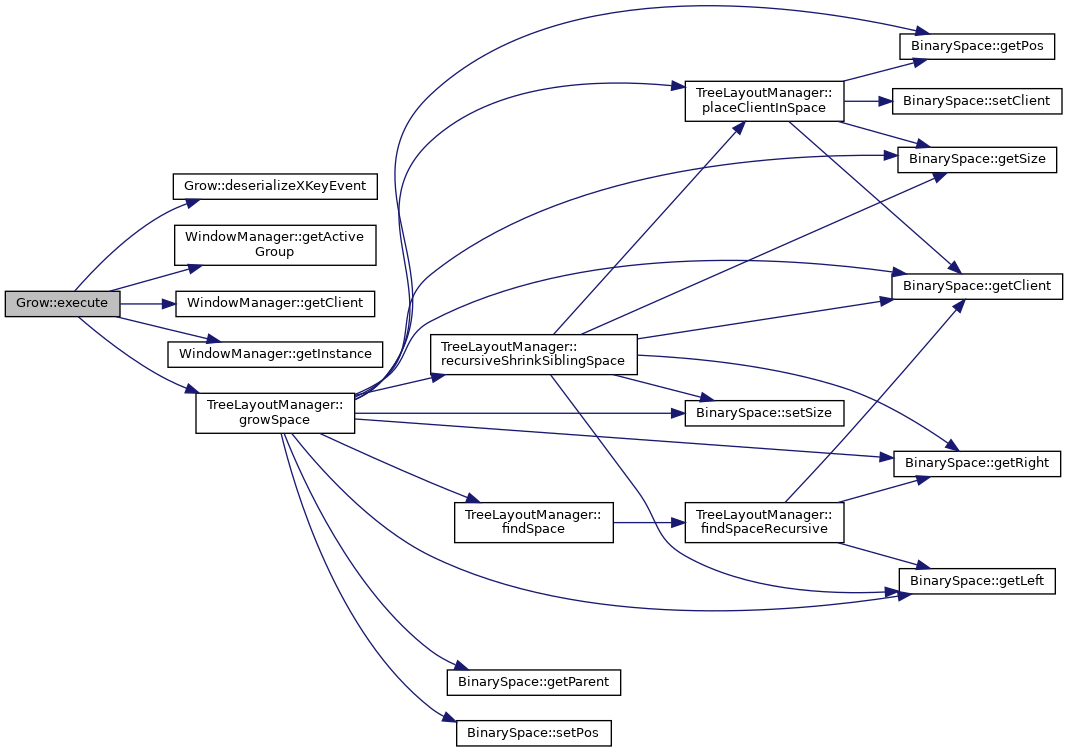 BinarySpace::getPos
TreeLayoutManager::
placeClientInSpace
BinarySpace::setClient
BinarySpace::getSize
Grow::deserializeXKeyEvent
WindowManager::getActive
Group
BinarySpace::getClient
Grow::execute
WindowManager::getClient
WindowManager::getInstance
TreeLayoutManager::
recursiveShrinkSiblingSpace
TreeLayoutManager::
growSpace
BinarySpace::setSize
BinarySpace::getRight
TreeLayoutManager::
findSpace
TreeLayoutManager::
findSpaceRecursive
BinarySpace::getLeft
BinarySpace::getParent
BinarySpace::setPos